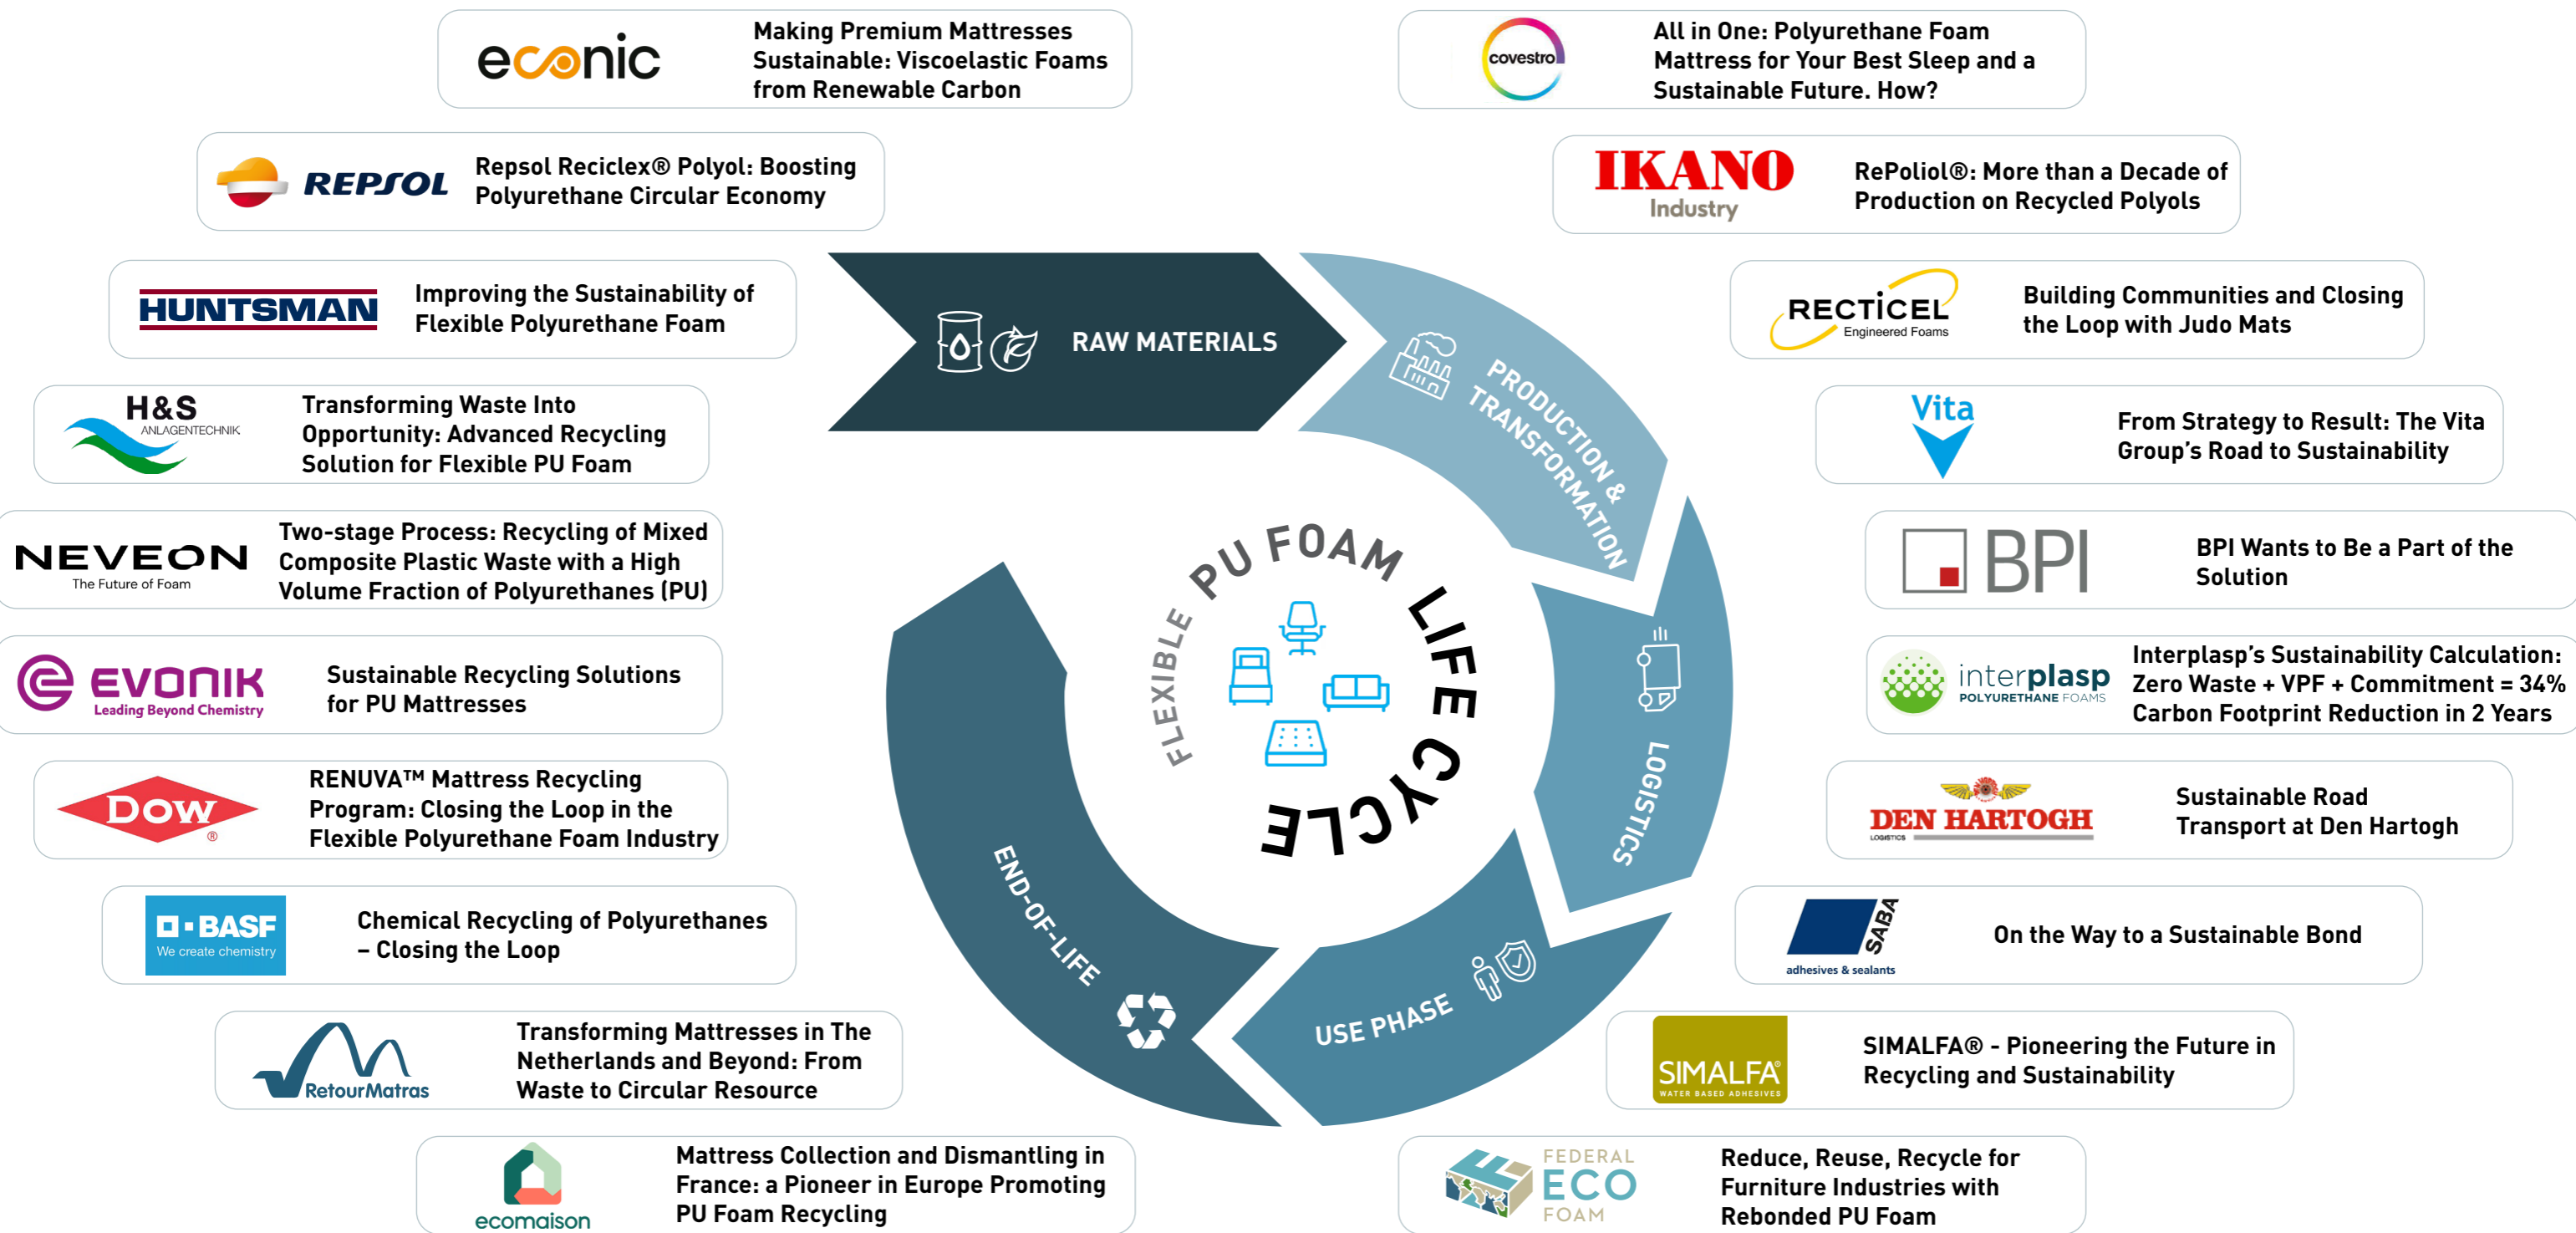 econic
Making Premium Mattresses
Sustainable: Viscoelastic Foams
from Renewable Carbon
covestro
All in One: Polyurethane Foam
Mattress for Your Best Sleep and a
Sustainable Future. How?
REPSOL
Repsol Reciclex® Polyol: Boosting
Polyurethane Circular Economy
IKANO
Industry
RePoliol®: More than a Decade of
Production on Recycled Polyols
HUNTSMAN
Improving the Sustainability of
Flexible Polyurethane Foam
RECTICEL
Engineered Foams
Building Communities and Closing
the Loop with Judo Mats
H&S
ANLAGENTECHNIK
Transforming Waste Into
Opportunity: Advanced Recycling
Solution for Flexible PU Foam
Vita
From Strategy to Result: The Vita
Group's Road to Sustainability
NEVEON
The Future of Foam
Two-stage Process: Recycling of Mixed
Composite Plastic Waste with a High
Volume Fraction of Polyurethanes (PU)
BPI
BPI Wants to Be a Part of the
Solution
EVONIK
Leading Beyond Chemistry
Sustainable Recycling Solutions
for PU Mattresses
interplasp
POLYURETHANE FOAMS
Interplasp's Sustainability Calculation:
Zero Waste + VPF + Commitment = 34%
Carbon Footprint Reduction in 2 Years
DOW
®
RENUVA™ Mattress Recycling
Program: Closing the Loop in the
Flexible Polyurethane Foam Industry
DEN HARTOGH
LOGISTICS
Sustainable Road
Transport at Den Hartogh
BASF
We create chemistry
Chemical Recycling of Polyurethanes
– Closing the Loop
SABA
adhesives & sealants
On the Way to a Sustainable Bond
RetourMatras
Transforming Mattresses in The
Netherlands and Beyond: From
Waste to Circular Resource
SIMALFA®
WATER BASED ADHESIVES
SIMALFA® - Pioneering the Future in
Recycling and Sustainability
ecomaison
Mattress Collection and Dismantling in
France: a Pioneer in Europe Promoting
PU Foam Recycling
FEDERAL
ECO
FOAM
Reduce, Reuse, Recycle for
Furniture Industries with
Rebonded PU Foam
RAW MATERIALS
PRODUCTION &
TRANSFORMATION
LOGISTICS
USE PHASE
END-OF-LIFE
FLEXIBLE PU FOAM LIFE CYCLE